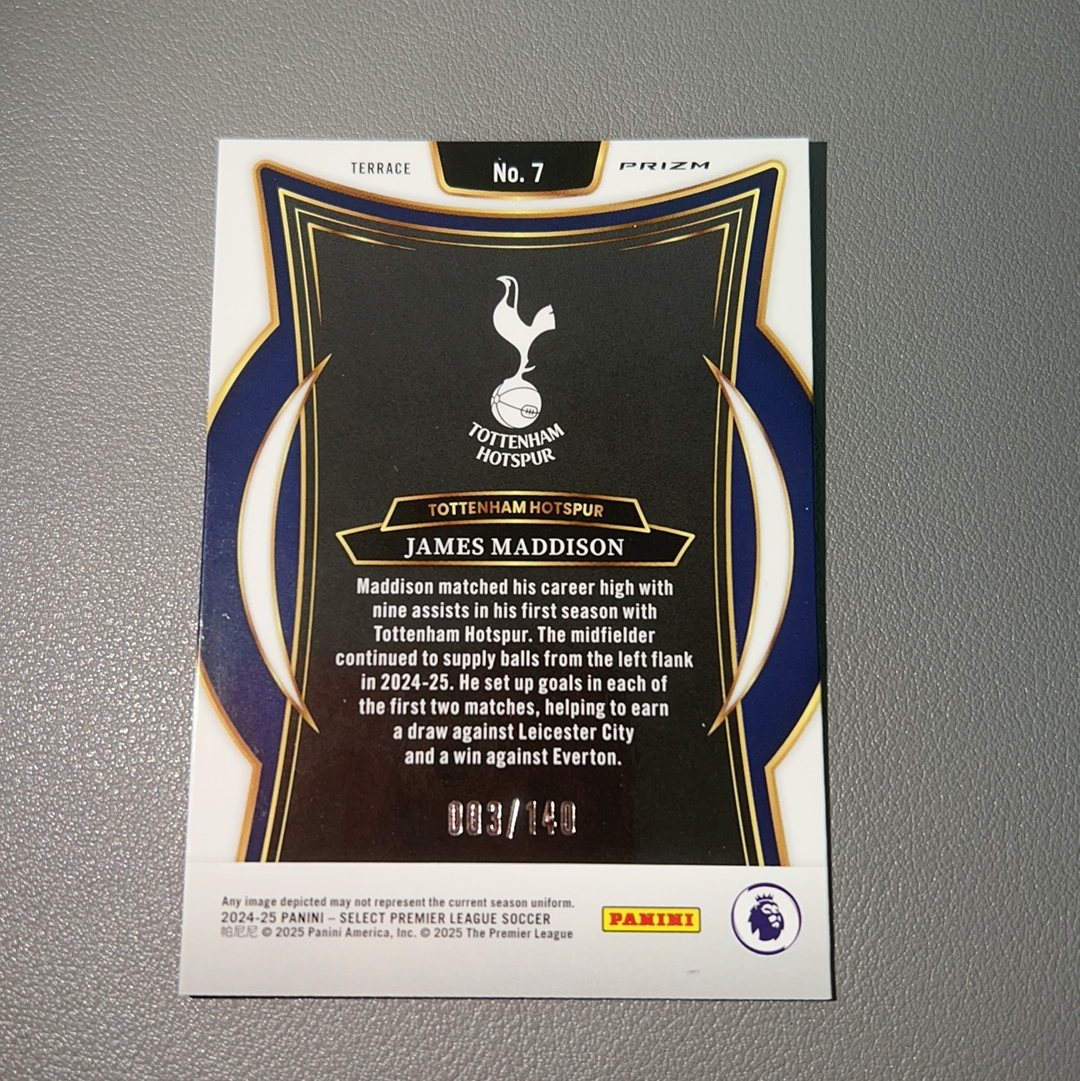 TERRACE
No. 7
PRIZM
TOTTENHAM
HOTSPUR
TOTTENHAM HOTSPUR
JAMES MADDISON
Maddison matched his career high with
nine assists in his first season with
Tottenham Hotspur. The midfielder
continued to supply balls from the left flank
in 2024-25. He set up goals in each of
the first two matches, helping to earn
a draw against Leicester City
and a win against Everton.
003/140
Any image depicted may not represent the current season uniform.
2024-25 PANINI – SELECT PREMIER LEAGUE SOCCER
帕尼尼 © 2025 Panini America, Inc. © 2025 The Premier League
PANINI